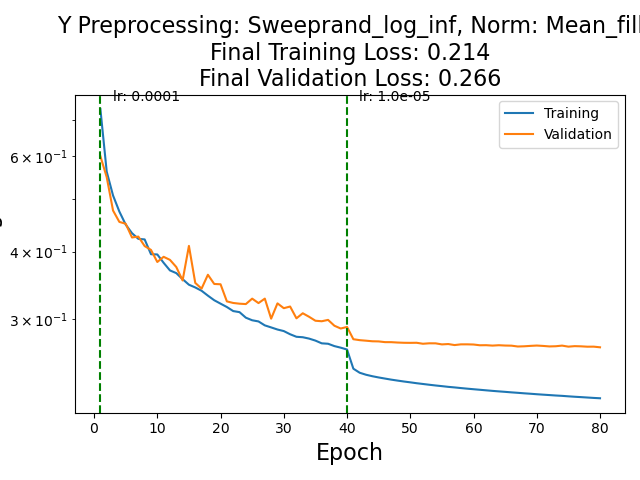 Y Preprocessing: Sweeprand_log_inf, Norm: Mean_fill
Final Training Loss: 0.214
Final Validation Loss: 0.266
lr: 0.0001
lr: 1.0e-05
Training
Validation
6 × 10⁻¹
4 × 10⁻¹
3 × 10⁻¹
0 10 20 30 40 50 60 70 80
Epoch